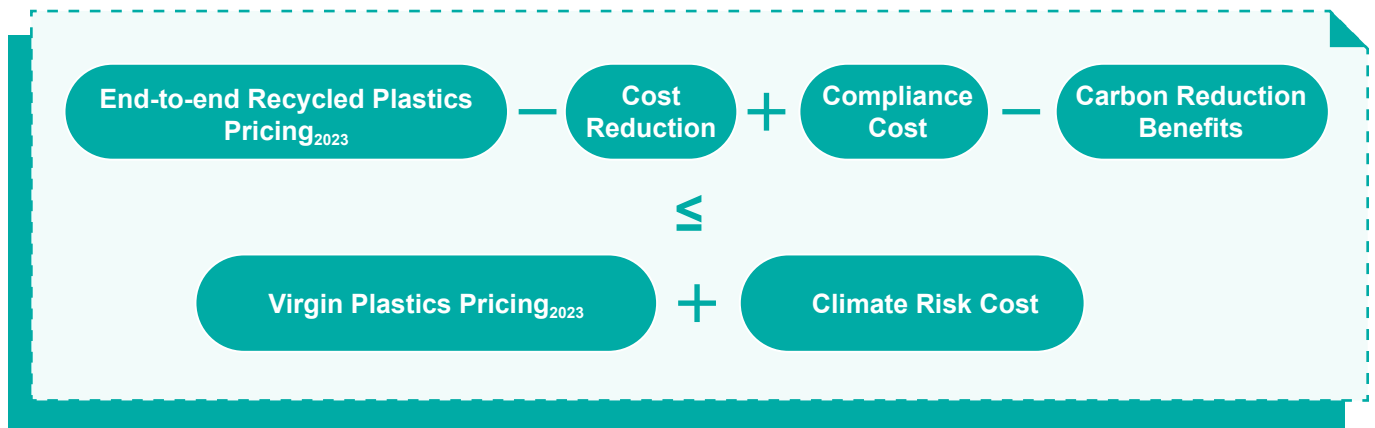 End-to-end Recycled Plastics
Pricing2023
−
Cost
Reduction
+
Compliance
Cost
−
Carbon Reduction
Benefits
≤
Virgin Plastics Pricing2023
+
Climate Risk Cost